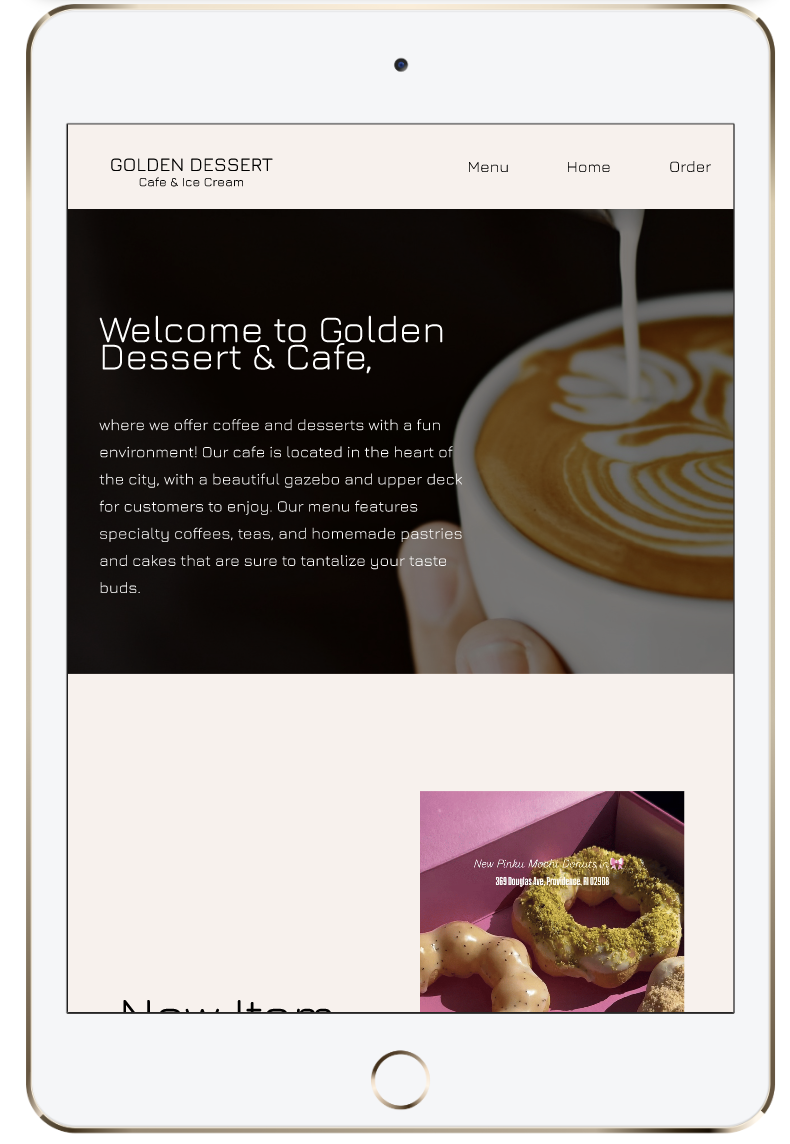 GOLDEN DESSERT
Cafe & Ice Cream
Menu Home Order
Welcome to Golden
Dessert & Cafe,
where we offer coffee and desserts with a fun
environment! Our cafe is located in the heart of
the city, with a beautiful gazebo and upper deck
for customers to enjoy. Our menu features
specialty coffees, teas, and homemade pastries
and cakes that are sure to tantalize your taste
buds.
New Pinku Mochi Donuts in 🎀
369 Douglas Ave, Providence, RI 02908
New Item